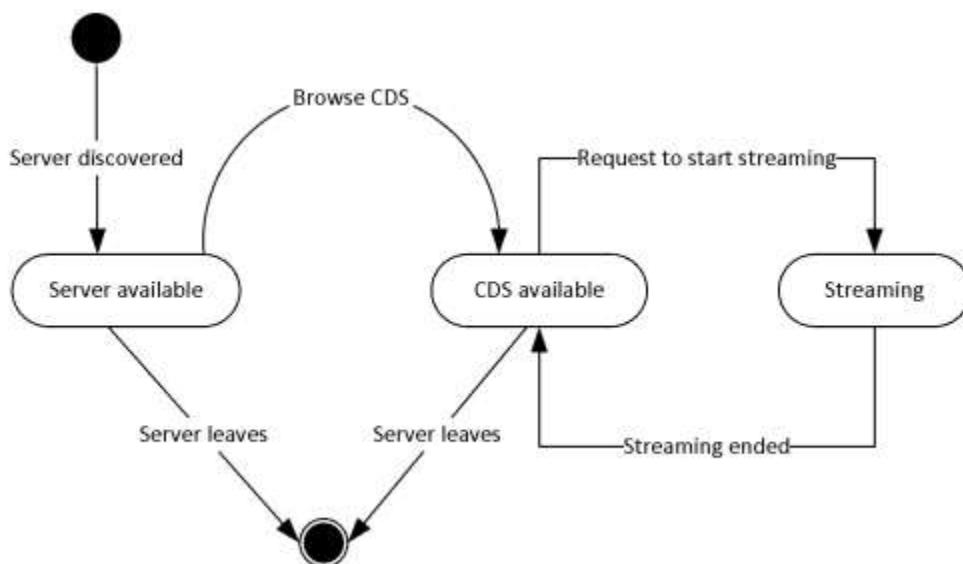 Browse CDS
Server discovered
Request to start streaming
Server available
CDS available
Streaming
Server leaves
Server leaves
Streaming ended